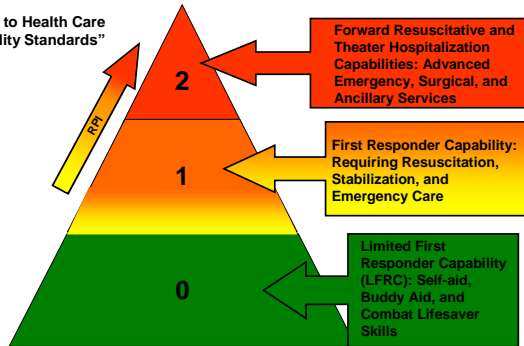 to Health Care
lity Standards”
RPI
2
Forward Resuscitative and
Theater Hospitalization
Capabilities: Advanced
Emergency, Surgical, and
Ancillary Services
1
First Responder Capability:
Requiring Resuscitation,
Stabilization, and
Emergency Care
0
Limited First
Responder Capability
(LFRC): Self-aid,
Buddy Aid, and
Combat Lifesaver
Skills